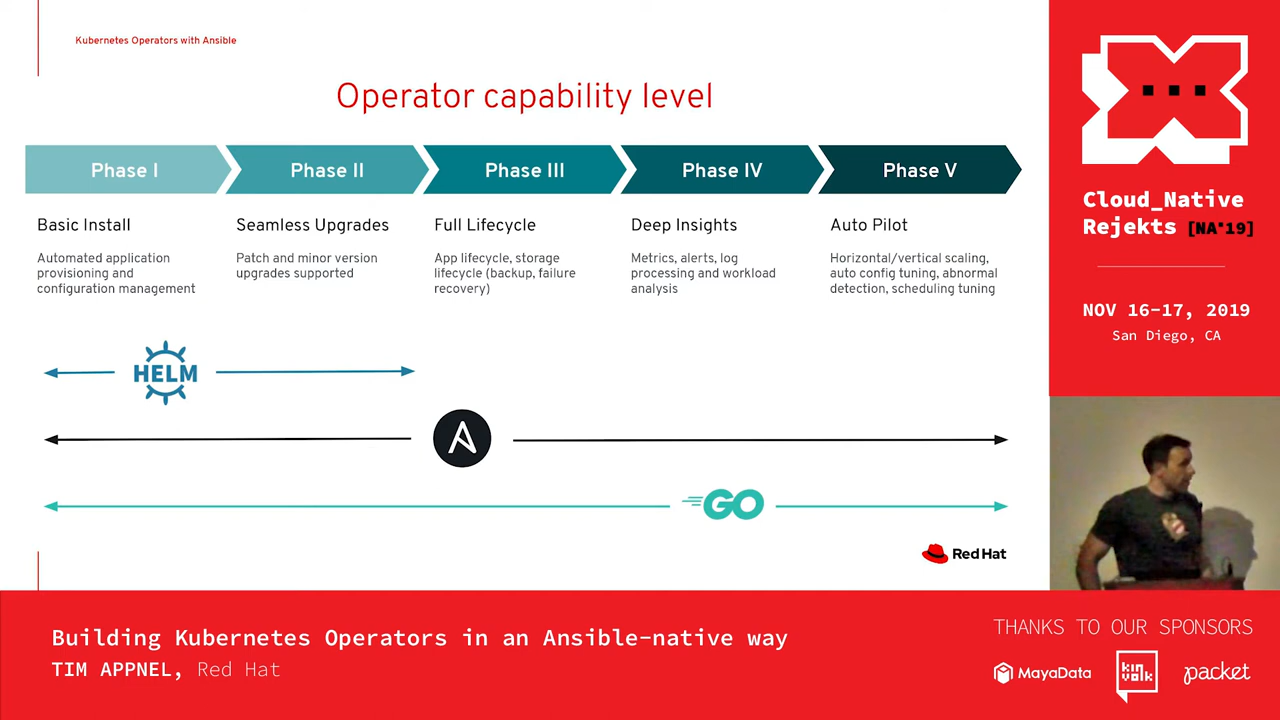 Kubernetes Operators with Ansible
Operator capability level
Phase I
Phase II
Phase III
Phase IV
Phase V
Basic Install
Automated application
provisioning and
configuration management
Seamless Upgrades
Patch and minor version
upgrades supported
Full Lifecycle
App lifecycle, storage
lifecycle (backup, failure
recovery)
Deep Insights
Metrics, alerts, log
processing and workload
analysis
Auto Pilot
Horizontal/vertical scaling,
auto config tuning, abnormal
detection, scheduling tuning
HELM
A
GO
Red Hat
Cloud_Native
Rejekts [NA'19]
NOV 16-17, 2019
San Diego, CA
Building Kubernetes Operators in an Ansible-native way
TIM APPNEL, Red Hat
THANKS TO OUR SPONSORS
MayaData
kin
volk
packet